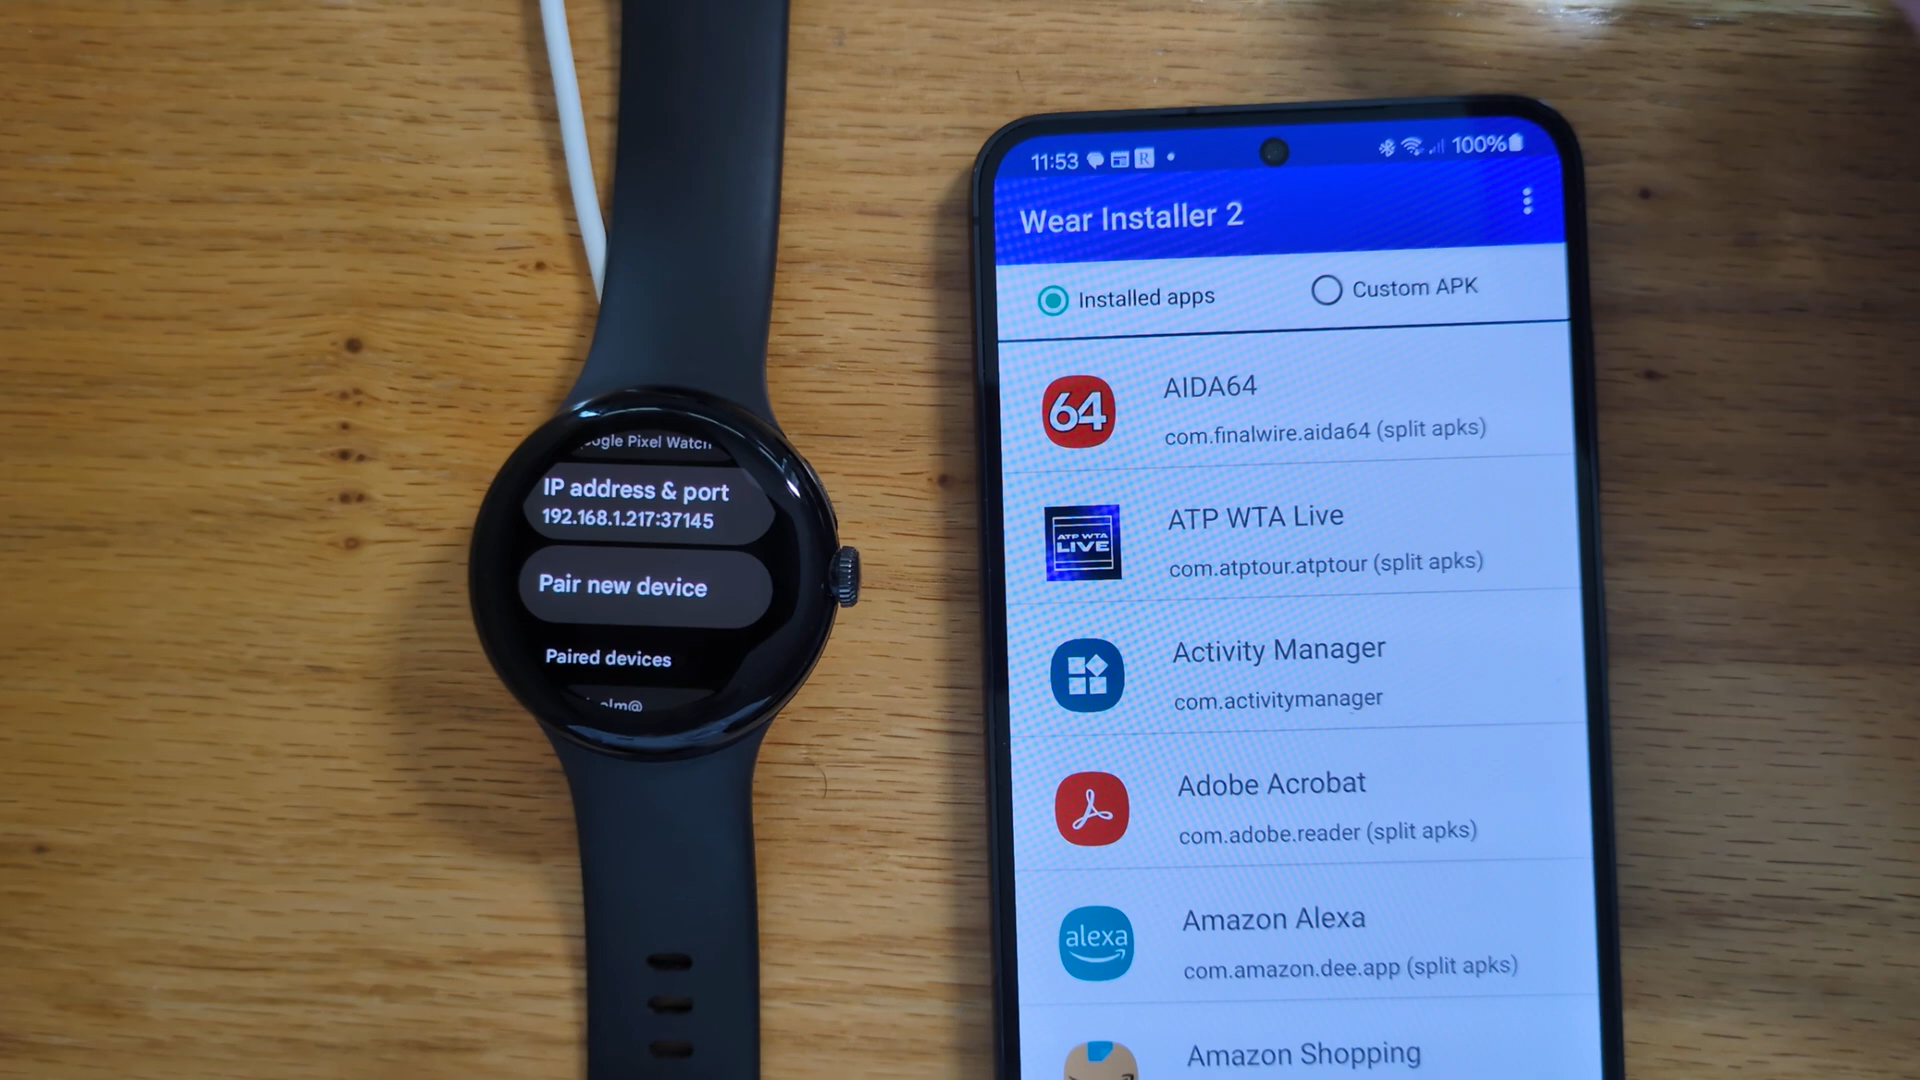 Google Pixel Watch
IP address & port
192.168.1.217:37145
Pair new device
Paired devices
11:53
R
100%
Wear Installer 2
Installed apps
Custom APK
64
AIDA64
com.finalwire.aida64 (split apks)
ATP WTA
LIVE
ATP WTA Live
com.atptour.atptour (split apks)
Activity Manager
com.activitymanager
Adobe Acrobat
com.adobe.reader (split apks)
alexa
Amazon Alexa
com.amazon.dee.app (split apks)
Amazon Shopping